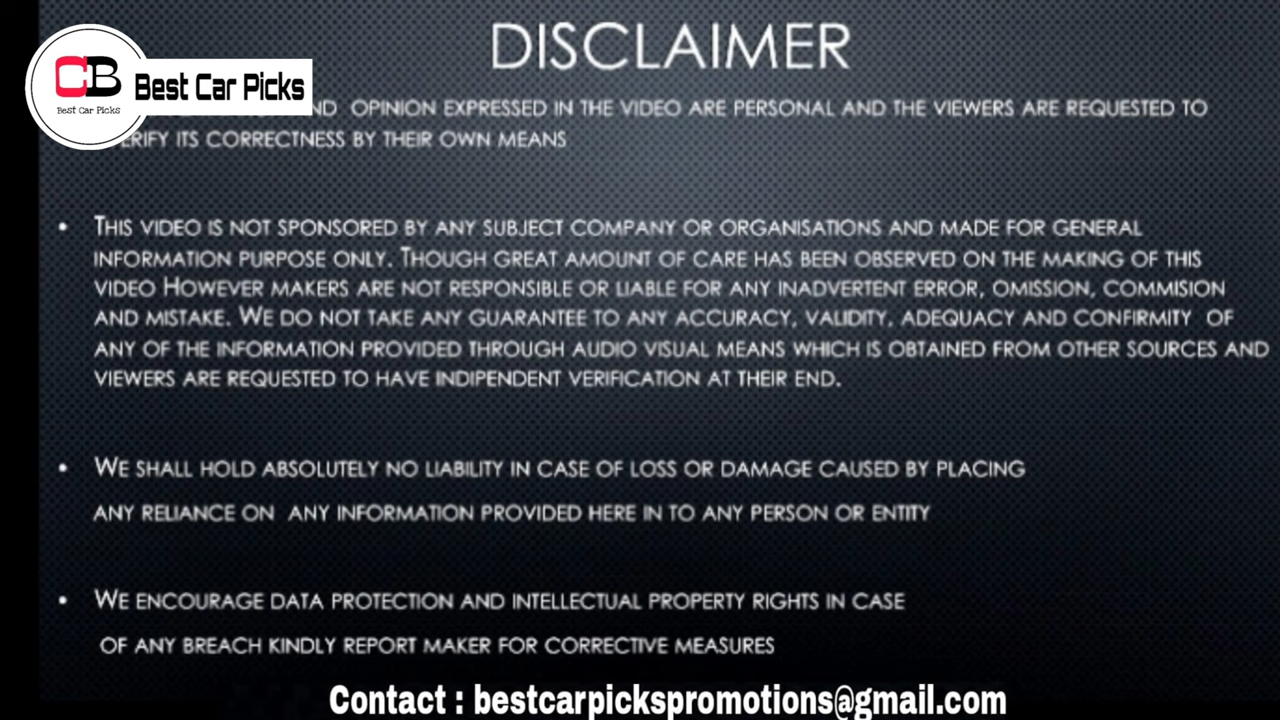 DISCLAIMER
CB
Best Car Picks
Best Car Picks
ND OPINION EXPRESSED IN THE VIDEO ARE PERSONAL AND THE VIEWERS ARE REQUESTED TO
ERIFY ITS CORRECTNESS BY THEIR OWN MEANS
• THIS VIDEO IS NOT SPONSORED BY ANY SUBJECT COMPANY OR ORGANISATIONS AND MADE FOR GENERAL
INFORMATION PURPOSE ONLY. THOUGH GREAT AMOUNT OF CARE HAS BEEN OBSERVED ON THE MAKING OF THIS
VIDEO HOWEVER MAKERS ARE NOT RESPONSIBLE OR LIABLE FOR ANY INADVERTENT ERROR, OMISSION, COMMISION
AND MISTAKE. WE DO NOT TAKE ANY GUARANTEE TO ANY ACCURACY, VALIDITY, ADEQUACY AND CONFIRMITY OF
ANY OF THE INFORMATION PROVIDED THROUGH AUDIO VISUAL MEANS WHICH IS OBTAINED FROM OTHER SOURCES AND
VIEWERS ARE REQUESTED TO HAVE INDIPENDENT VERIFICATION AT THEIR END.
• WE SHALL HOLD ABSOLUTELY NO LIABILITY IN CASE OF LOSS OR DAMAGE CAUSED BY PLACING
ANY RELIANCE ON ANY INFORMATION PROVIDED HERE IN TO ANY PERSON OR ENTITY
• WE ENCOURAGE DATA PROTECTION AND INTELLECTUAL PROPERTY RIGHTS IN CASE
OF ANY BREACH KINDLY REPORT MAKER FOR CORRECTIVE MEASURES
Contact : bestcarpickspromotions@gmail.com